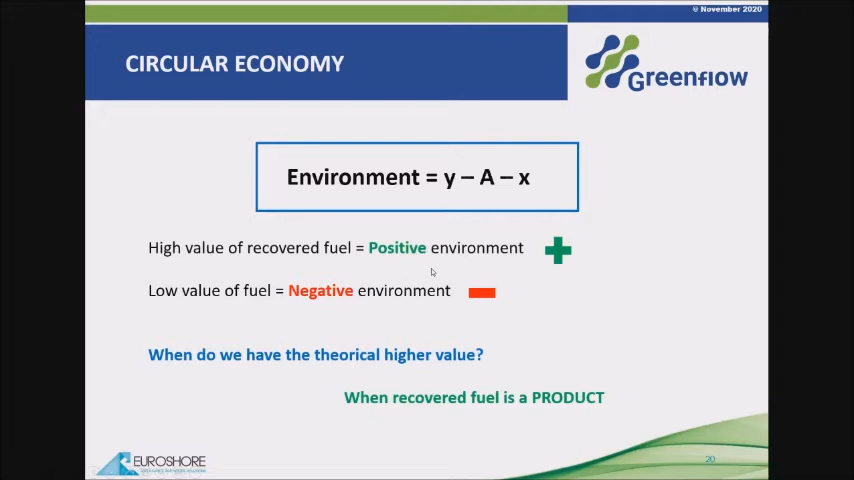 © November 2020
CIRCULAR ECONOMY
Greenflow
Environment = y – A – x
High value of recovered fuel = Positive environment
Low value of fuel = Negative environment
When do we have the theorical higher value?
When recovered fuel is a PRODUCT
EUROSHORE
20